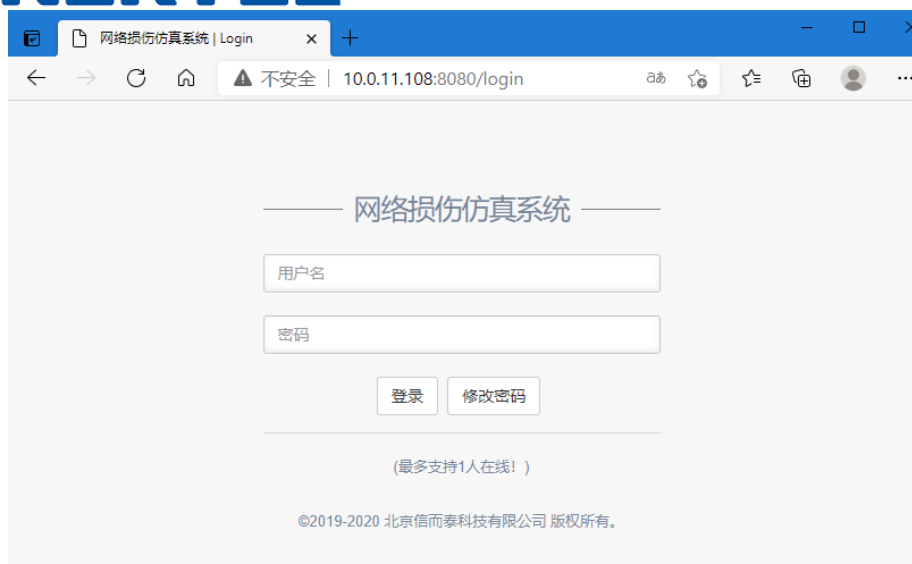 网络损伤仿真系统 | Login
不安全 | 10.0.11.108:8080/login
网络损伤仿真系统
用户名
密码
登录 修改密码
(最多支持1人在线! )
©2019-2020 北京信而泰科技有限公司 版权所有。